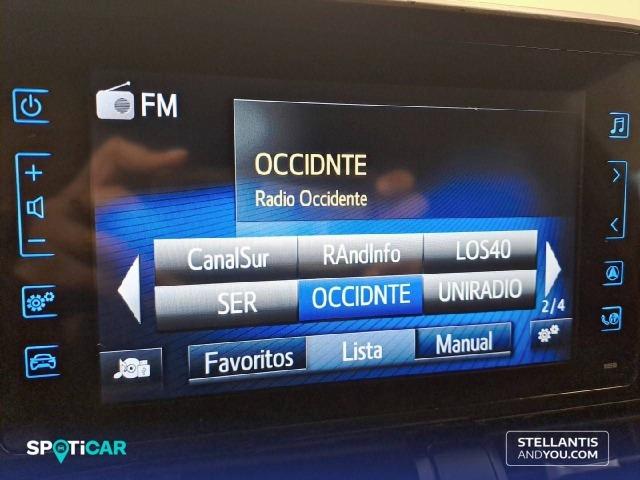 FM
OCCIDNTE
Radio Occidente
CanalSur RAndInfo LOS40
SER OCCIDNTE UNIRADIO
2/4
Favoritos Lista Manual
SPOTiCAR
STELLANTIS
ANDYOU.COM